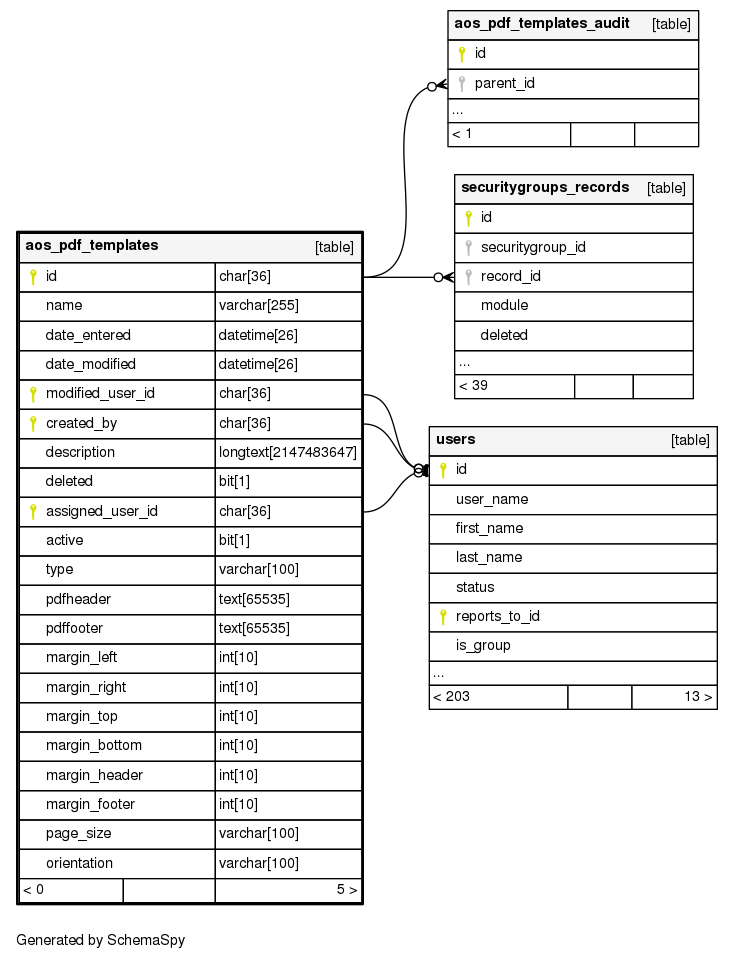 aos_pdf_templates_audit [table]
id
parent_id
...
< 1
securitygroups_records [table]
id
securitygroup_id
record_id
module
deleted
...
< 39
aos_pdf_templates [table]
id char[36]
name varchar[255]
date_entered datetime[26]
date_modified datetime[26]
modified_user_id char[36]
created_by char[36]
description longtext[2147483647]
deleted bit[1]
assigned_user_id char[36]
active bit[1]
type varchar[100]
pdfheader text[65535]
pdffooter text[65535]
margin_left int[10]
margin_right int[10]
margin_top int[10]
margin_bottom int[10]
margin_header int[10]
margin_footer int[10]
page_size varchar[100]
orientation varchar[100]
< 0 5 >
users [table]
id
user_name
first_name
last_name
status
reports_to_id
is_group
...
< 203 13 >
Generated by SchemaSpy